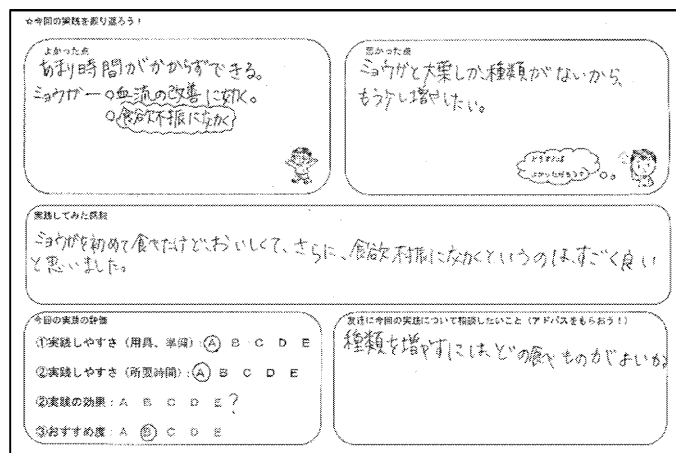 ☆今回の実践を振り返ろう！
よかった点
あまり時間がかからずできる。
ミョウガー○血流の改善に効く。
○食欲不振に効く
悪かった点
ミョウガと大葉しか、種類がないから、
もう少し増やしたい。
どうすれば
よかっただろう？
実践してみた感想
ミョウガを初めて食べたけど、おいしくて、さらに、食欲不振に効くというのは、すごく良い
と思いました。
今回の実践の評価
①実践しやすさ（用具、準備）：A B C D E
②実践しやすさ（所要時間）：A B C D E
②実践の効果：A B C D E ?
③おすすめ度：A B C D E
友達に今回の実践について相談したいこと（アドバスをもらおう！）
種類を増やすには、どの食べものがよいか。